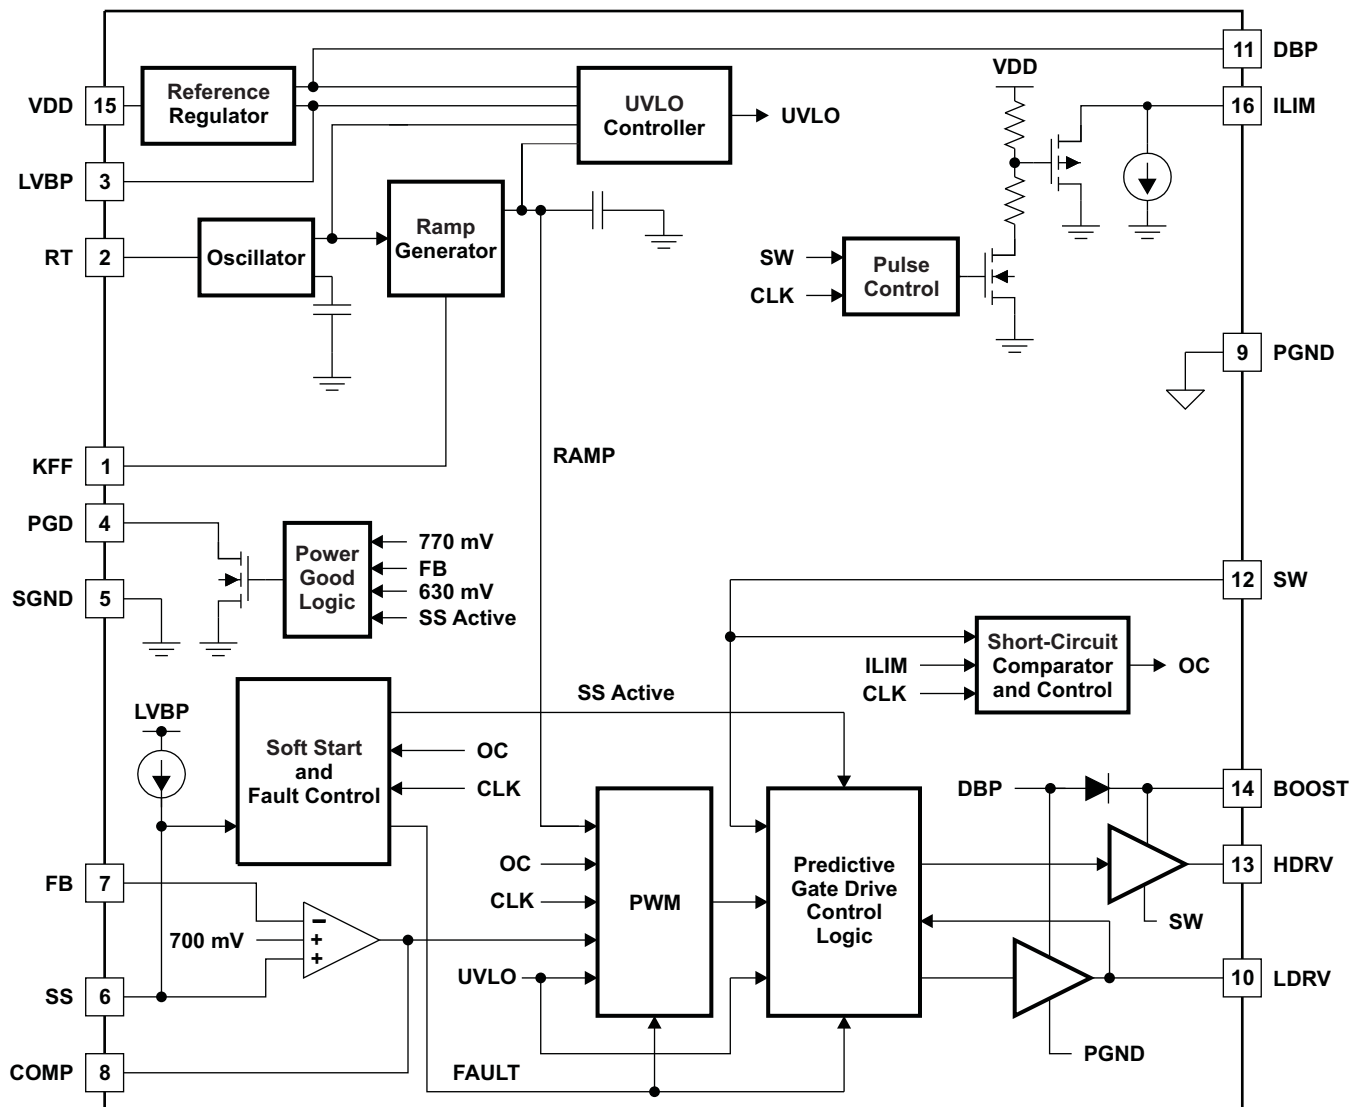 11 DBP
VDD
Reference
Regulator
UVLO
Controller
UVLO
VDD 15
16 ILIM
LVBP 3
Ramp
Generator
RT 2
Oscillator
SW
CLK
Pulse
Control
9 PGND
KFF 1
RAMP
PGD 4
Power
Good
Logic
770 mV
FB
630 mV
SS Active
SGND 5
12 SW
Short-Circuit
Comparator
and Control
ILIM
CLK
OC
SS Active
LVBP
Soft Start
and
Fault Control
OC
CLK
DBP
14 BOOST
FB 7
OC
CLK
PWM
Predictive
Gate Drive
Control
Logic
13 HDRV
SW
700 mV
–
+
+
UVLO
SS 6
10 LDRV
PGND
COMP 8
FAULT